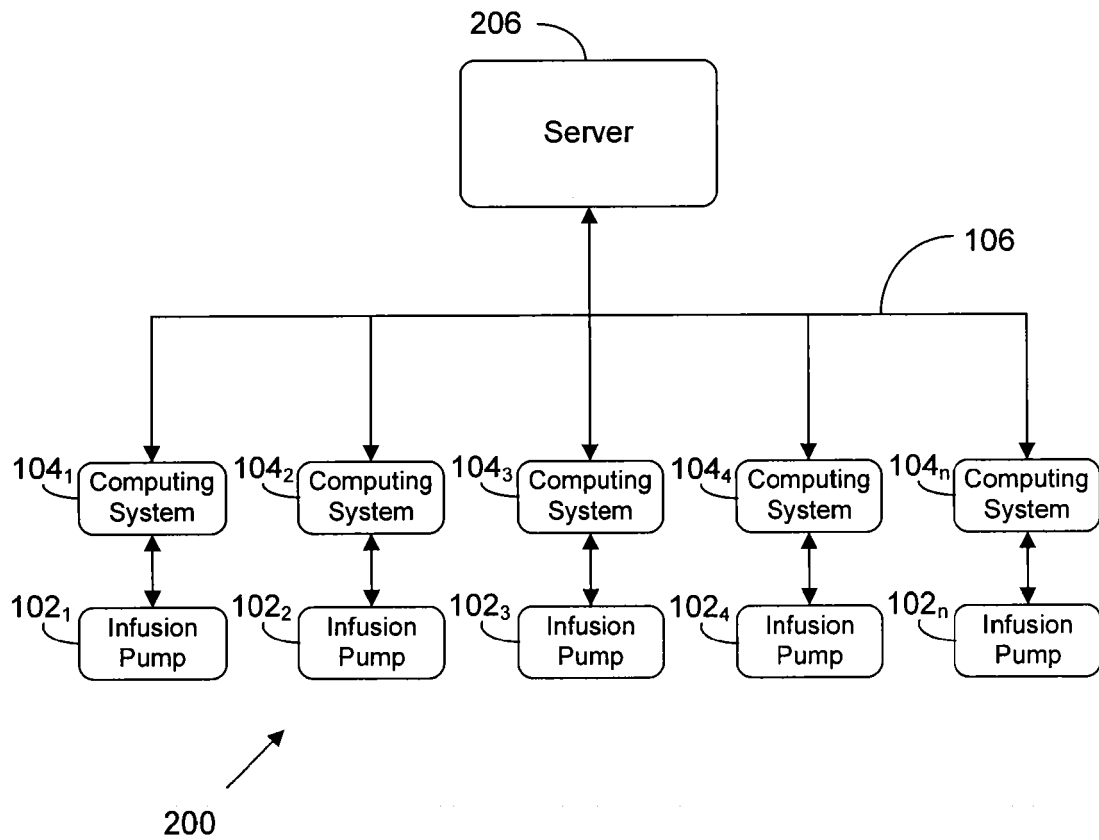 206
Server
106
104₁ 104₂ 104₃ 104₄ 104ₙ
Computing Computing Computing Computing Computing
System System System System System
102₁ 102₂ 102₃ 102₄ 102ₙ
Infusion Infusion Infusion Infusion Infusion
Pump Pump Pump Pump Pump
200